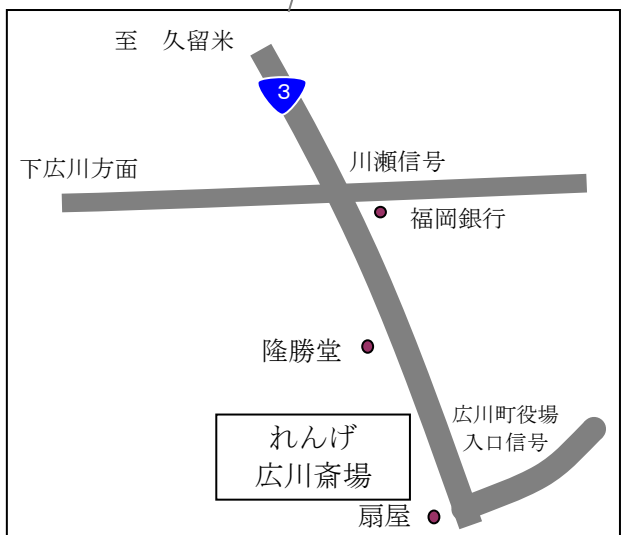 至　久留米
3
川瀬信号
下広川方面
福岡銀行
隆勝堂
広川町役場
入口信号
れんげ
広川斎場
扇屋